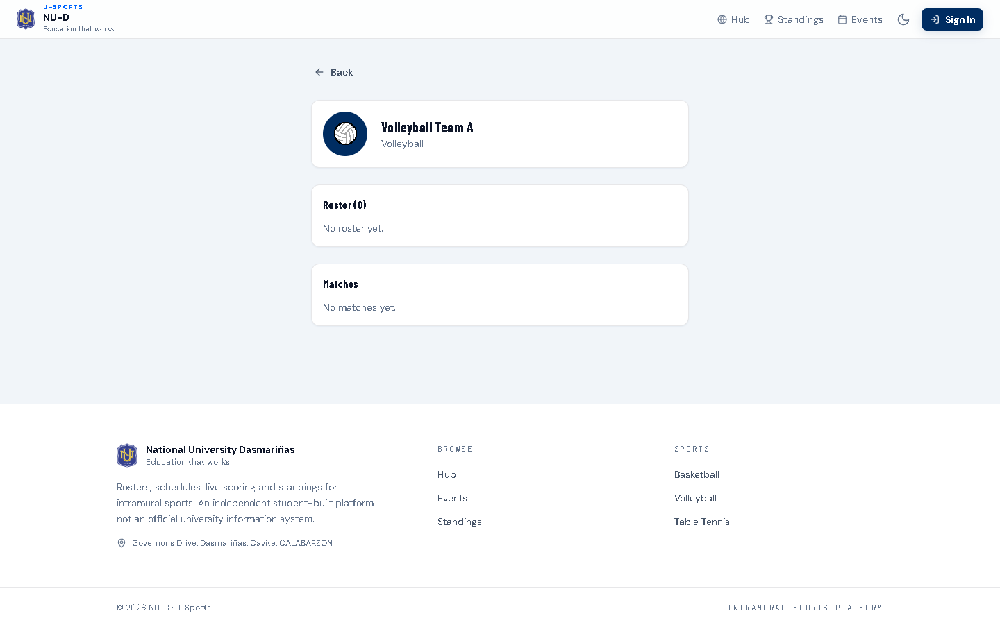 U-SPORTS
NU-D
Education that works.
Hub
Standings
Events
Sign In
Back
Volleyball Team A
Volleyball
Roster (0)
No roster yet.
Matches
No matches yet.
National University Dasmariñas
Education that works.
Rosters, schedules, live scoring and standings for
intramural sports. An independent student-built platform,
not an official university information system.
Governor's Drive, Dasmariñas, Cavite, CALABARZON
BROWSE
Hub
Events
Standings
SPORTS
Basketball
Volleyball
Table Tennis
© 2026 NU-D · U-Sports
INTRAMURAL SPORTS PLATFORM